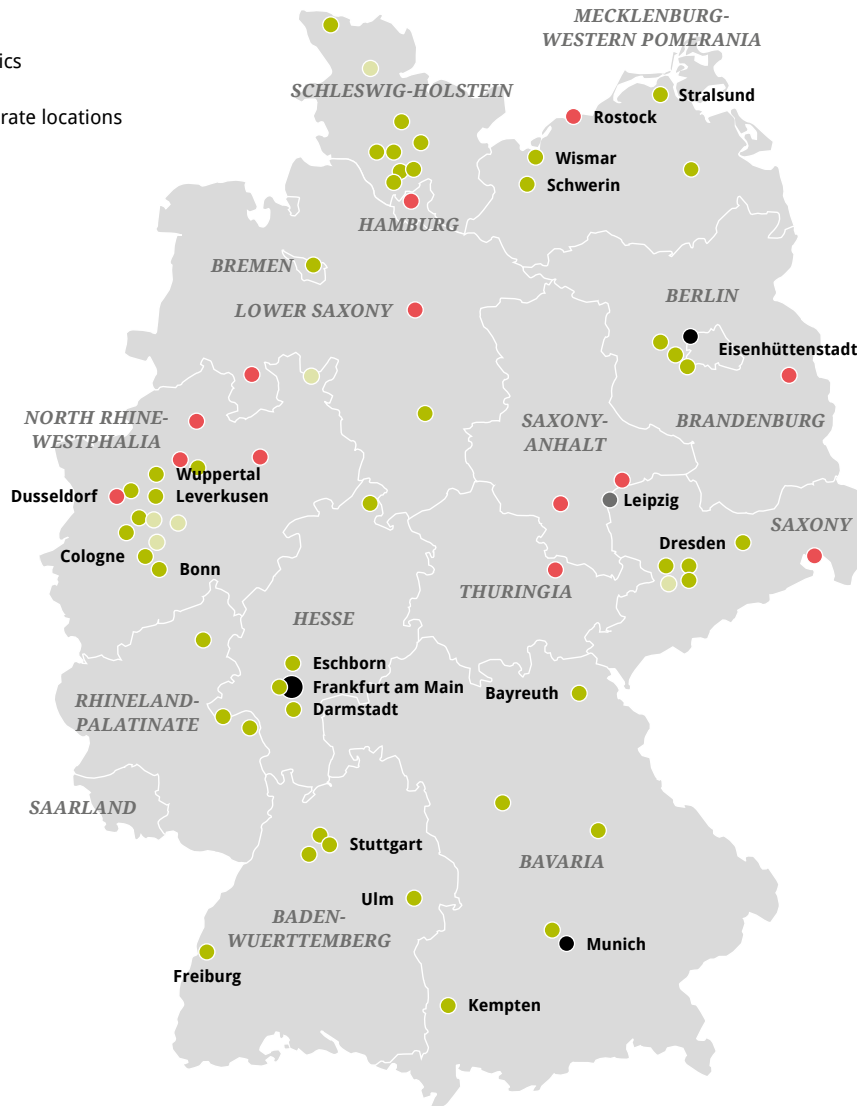 MECKLENBURG-
WESTERN POMERANIA
ics
SCHLESWIG-HOLSTEIN
Stralsund
rate locations
Rostock
Wismar
Schwerin
HAMBURG
BREMEN
BERLIN
LOWER SAXONY
Eisenhüttenstadt
NORTH RHINE-
WESTPHALIA
SAXONY-
ANHALT
BRANDENBURG
Wuppertal
Dusseldorf
Leverkusen
Leipzig
SAXONY
Cologne
Dresden
Bonn
THURINGIA
HESSE
Eschborn
Frankfurt am Main
Bayreuth
RHINELAND-
PALATINATE
Darmstadt
SAARLAND
Stuttgart
BAVARIA
Ulm
BADEN-
WUERTTEMBERG
Munich
Freiburg
Kempten